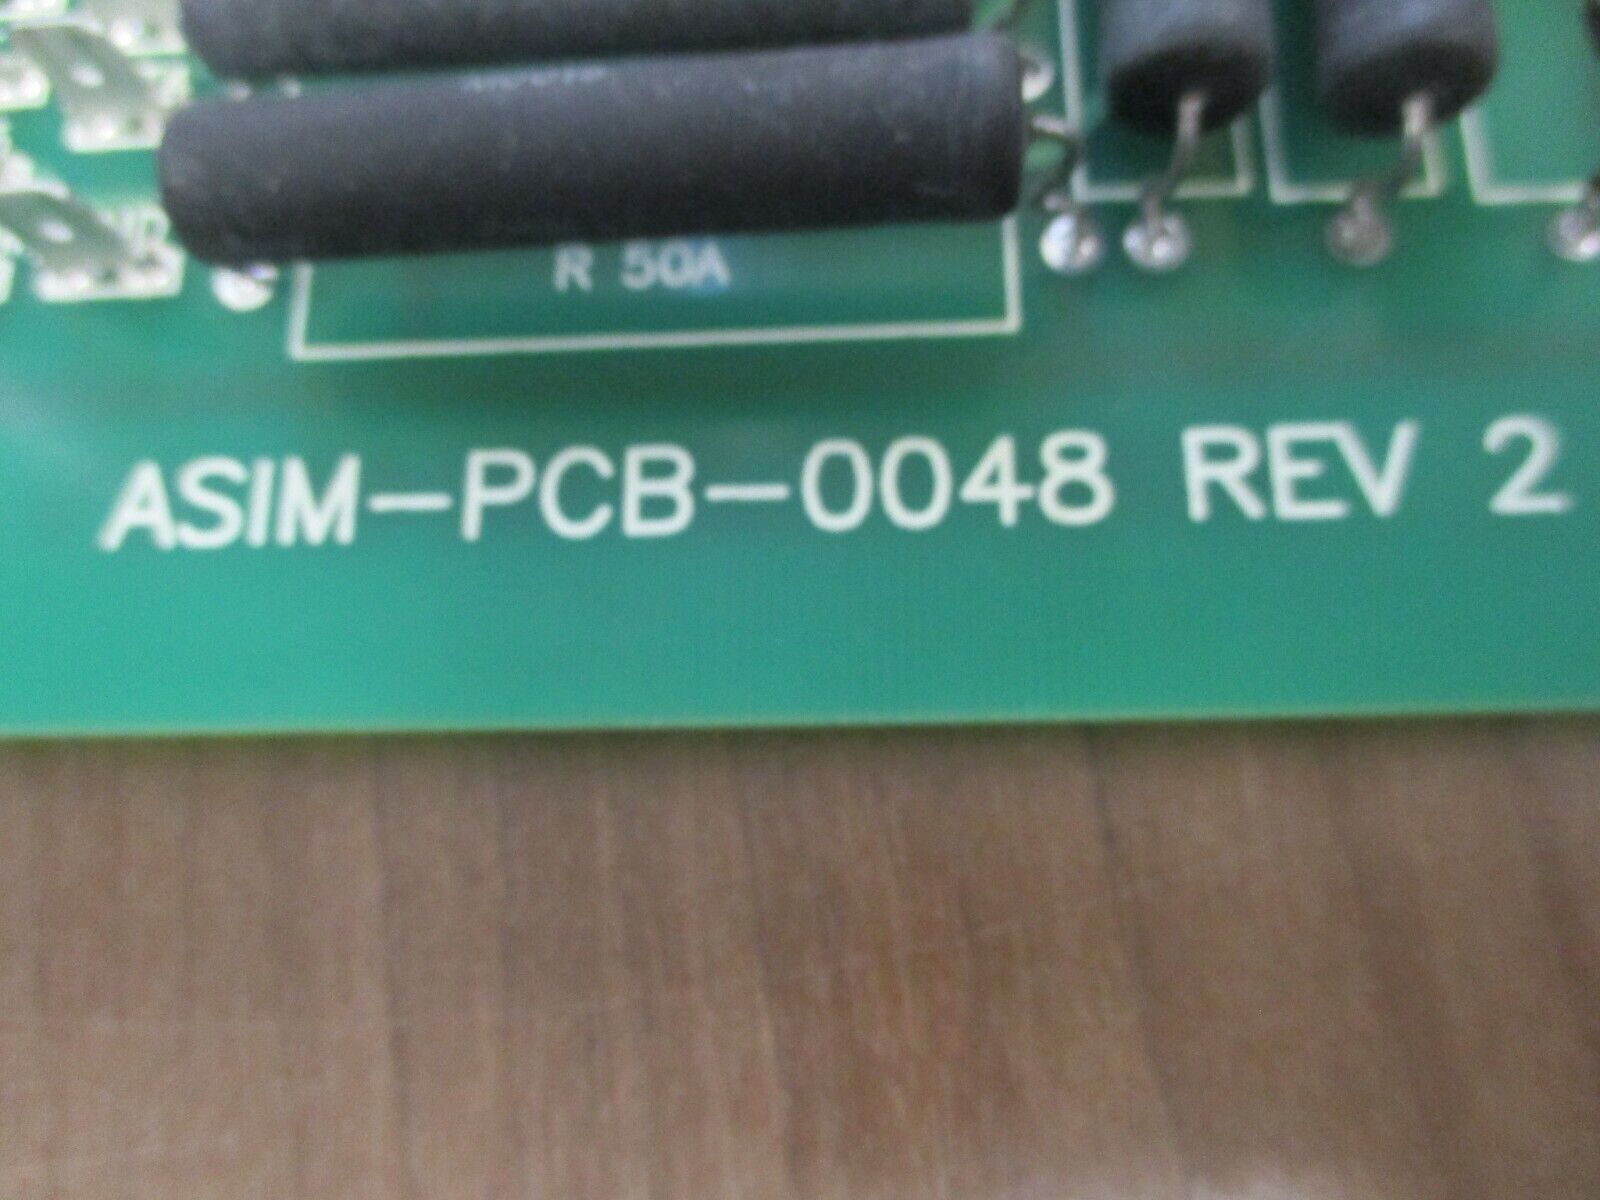 R 50A
ASIM-PCB-0048 REV 2